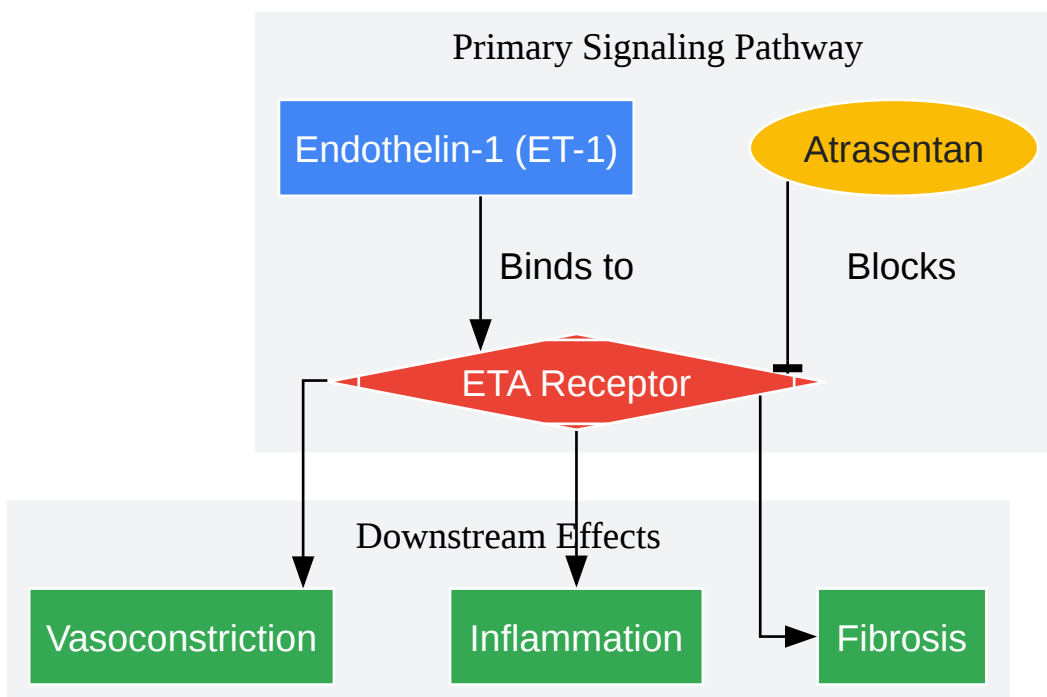 Primary Signaling Pathway
Endothelin-1 (ET-1)
Atrasentan
Binds to
Blocks
ETA Receptor
Downstream Effects
Vasoconstriction
Inflammation
Fibrosis